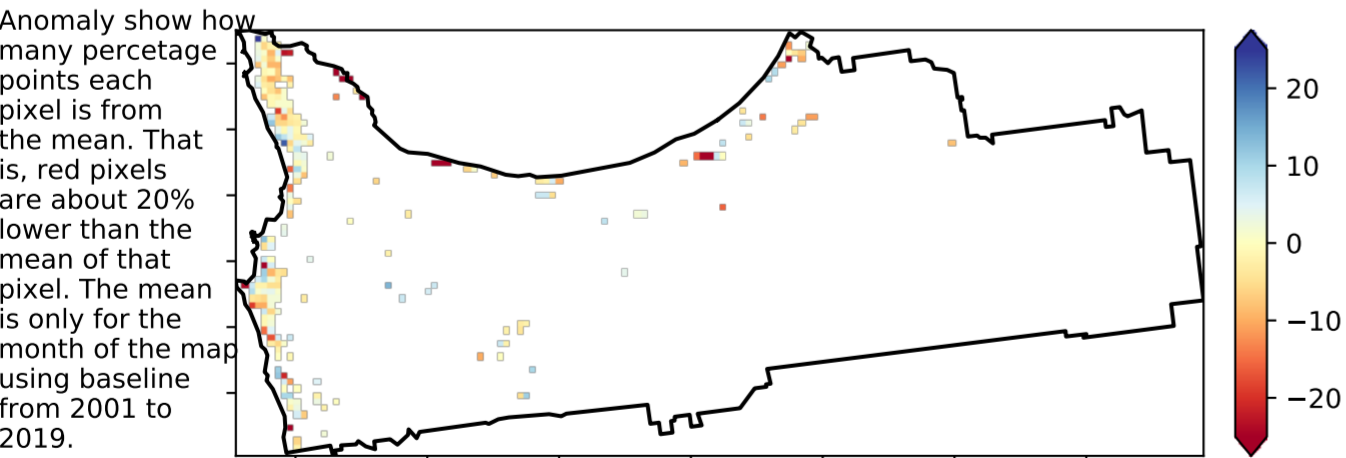 Anomaly show how
many percetage
points each
pixel is from
the mean. That
is, red pixels
are about 20%
lower than the
mean of that
pixel. The mean
is only for the
month of the map
using baseline
from 2001 to
2019.
20
10
0
−10
−20